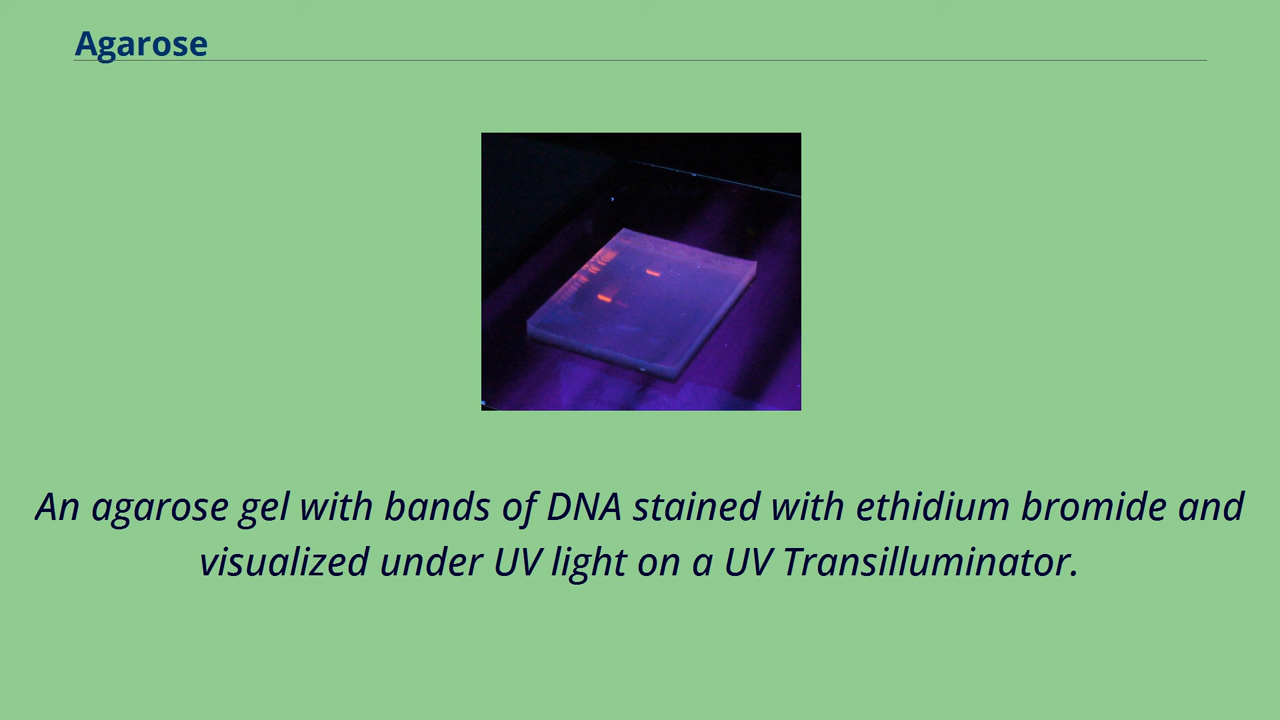 Agarose
An agarose gel with bands of DNA stained with ethidium bromide and
visualized under UV light on a UV Transilluminator.